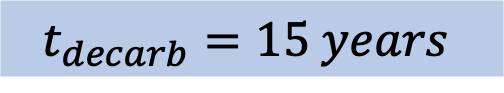 t_decarb = 15 years